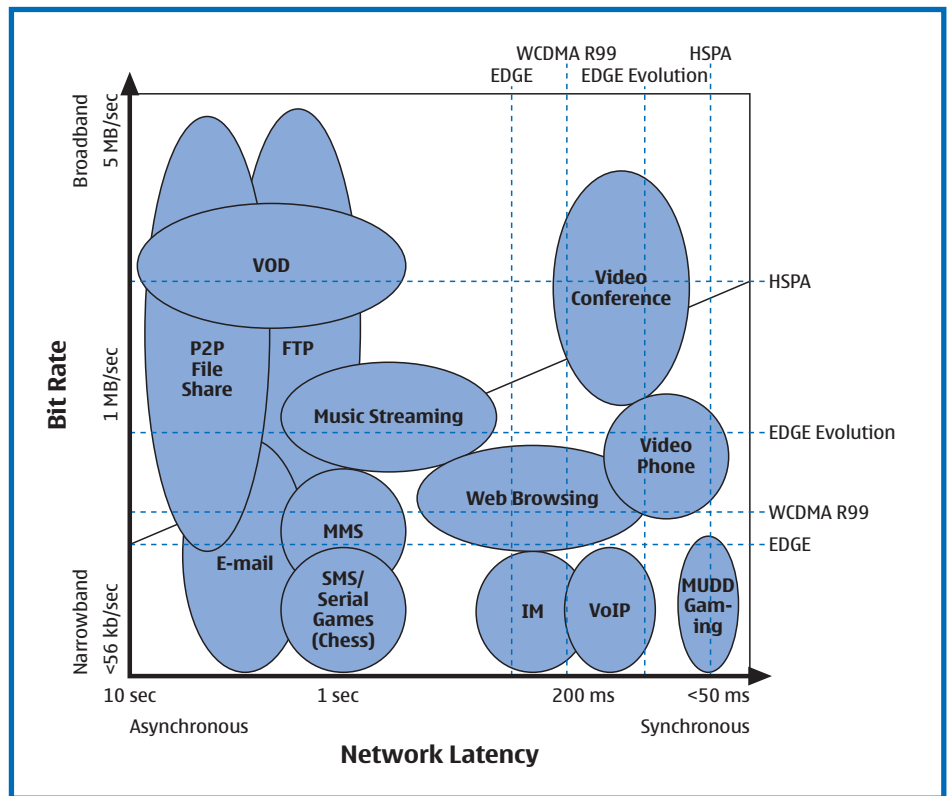 WCDMA R99
HSPA
EDGE
EDGE Evolution
Broadband
5 MB/sec
Bit Rate
1 MB/sec
Narrowband
<56 kb/sec
VOD
Video
Conference
HSPA
P2P
File
Share
FTP
Music Streaming
EDGE Evolution
Video
Phone
Web Browsing
WCDMA R99
MMS
EDGE
E-mail
SMS/
Serial
Games
(Chess)
IM
VoIP
MUDD
Gam-
ing
10 sec
1 sec
200 ms
<50 ms
Asynchronous
Synchronous
Network Latency